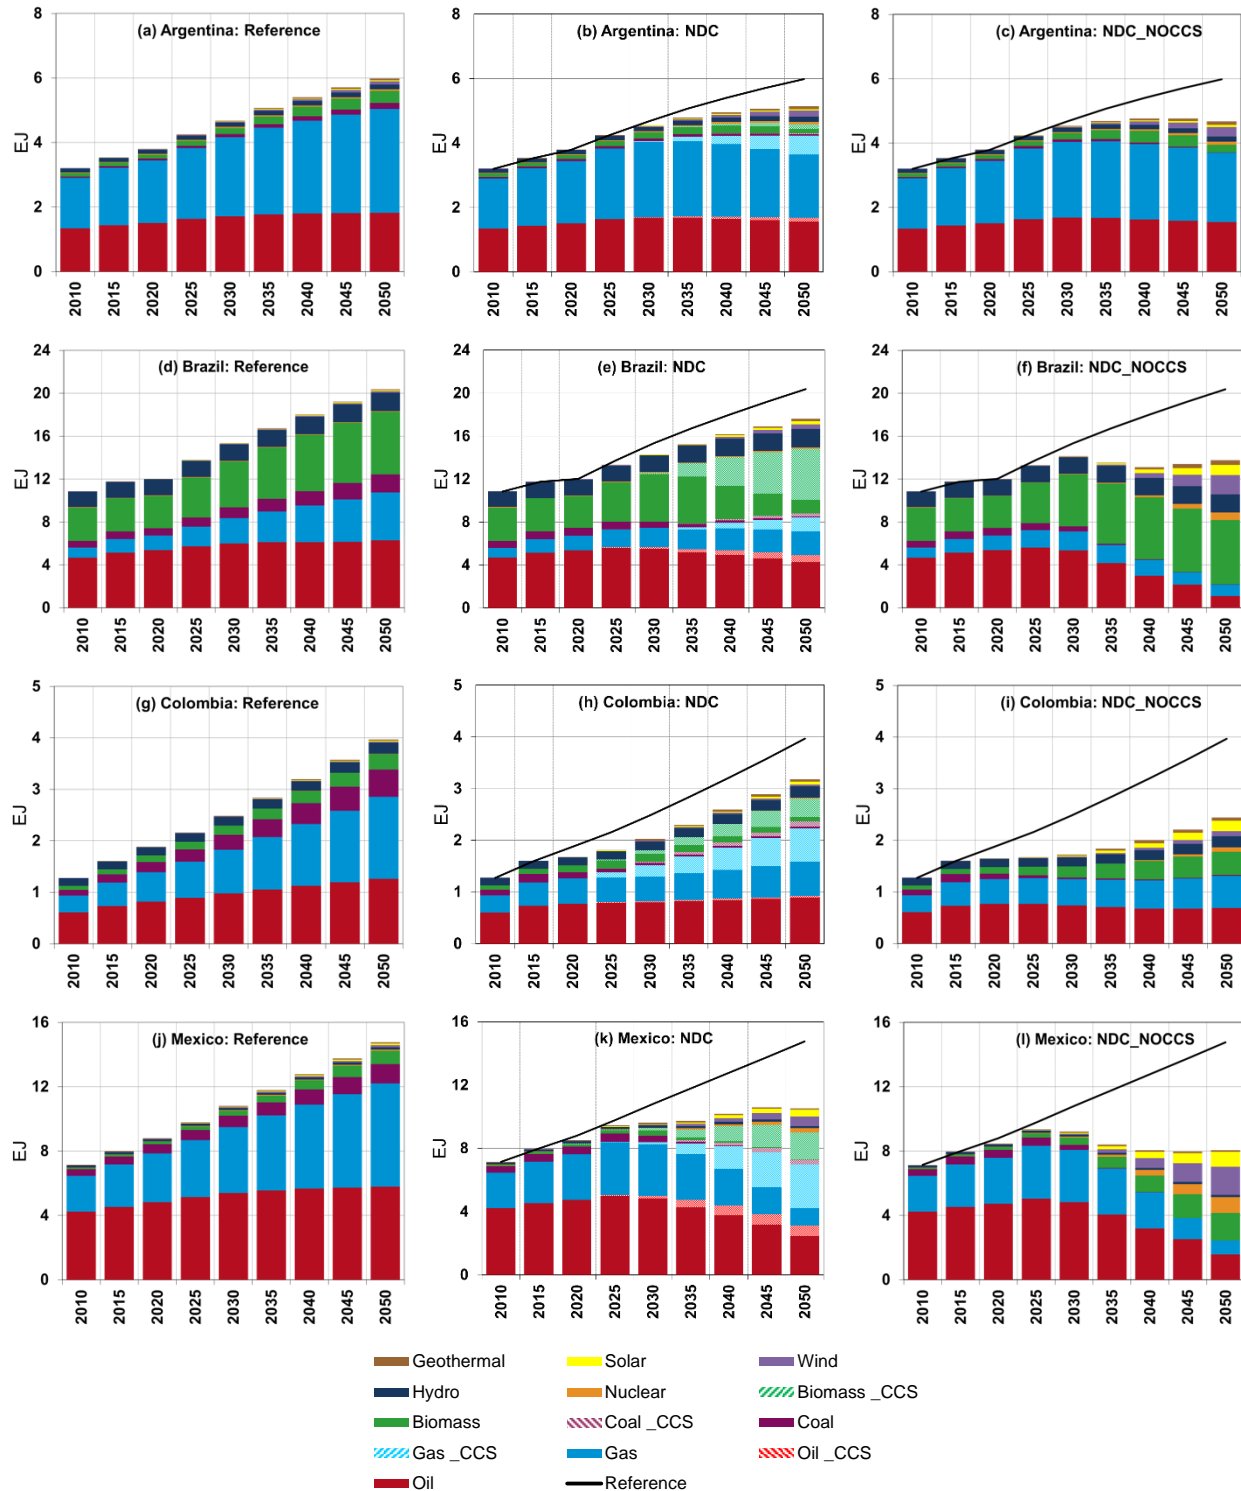 (a) Argentina: Reference
EJ
8
6
4
2
0
2010 2015 2020 2025 2030 2035 2040 2045 2050
(b) Argentina: NDC
EJ
8
6
4
2
0
2010 2015 2020 2025 2030 2035 2040 2045 2050
(c) Argentina: NDC_NOCCS
EJ
8
6
4
2
0
2010 2015 2020 2025 2030 2035 2040 2045 2050
(d) Brazil: Reference
EJ
24
20
16
12
8
4
0
2010 2015 2020 2025 2030 2035 2040 2045 2050
(e) Brazil: NDC
EJ
24
20
16
12
8
4
0
2010 2015 2020 2025 2030 2035 2040 2045 2050
(f) Brazil: NDC_NOCCS
EJ
24
20
16
12
8
4
0
2010 2015 2020 2025 2030 2035 2040 2045 2050
(g) Colombia: Reference
EJ
5
4
3
2
1
0
2010 2015 2020 2025 2030 2035 2040 2045 2050
(h) Colombia: NDC
EJ
5
4
3
2
1
0
2010 2015 2020 2025 2030 2035 2040 2045 2050
(i) Colombia: NDC_NOCCS
EJ
5
4
3
2
1
0
2010 2015 2020 2025 2030 2035 2040 2045 2050
(j) Mexico: Reference
EJ
16
12
8
4
0
2010 2015 2020 2025 2030 2035 2040 2045 2050
(k) Mexico: NDC
EJ
16
12
8
4
0
2010 2015 2020 2025 2030 2035 2040 2045 2050
(l) Mexico: NDC_NOCCS
EJ
16
12
8
4
0
2010 2015 2020 2025 2030 2035 2040 2045 2050
Geothermal Solar Wind
Hydro Nuclear Biomass _CCS
Biomass Coal _CCS Coal
Gas _CCS Gas Oil _CCS
Oil Reference